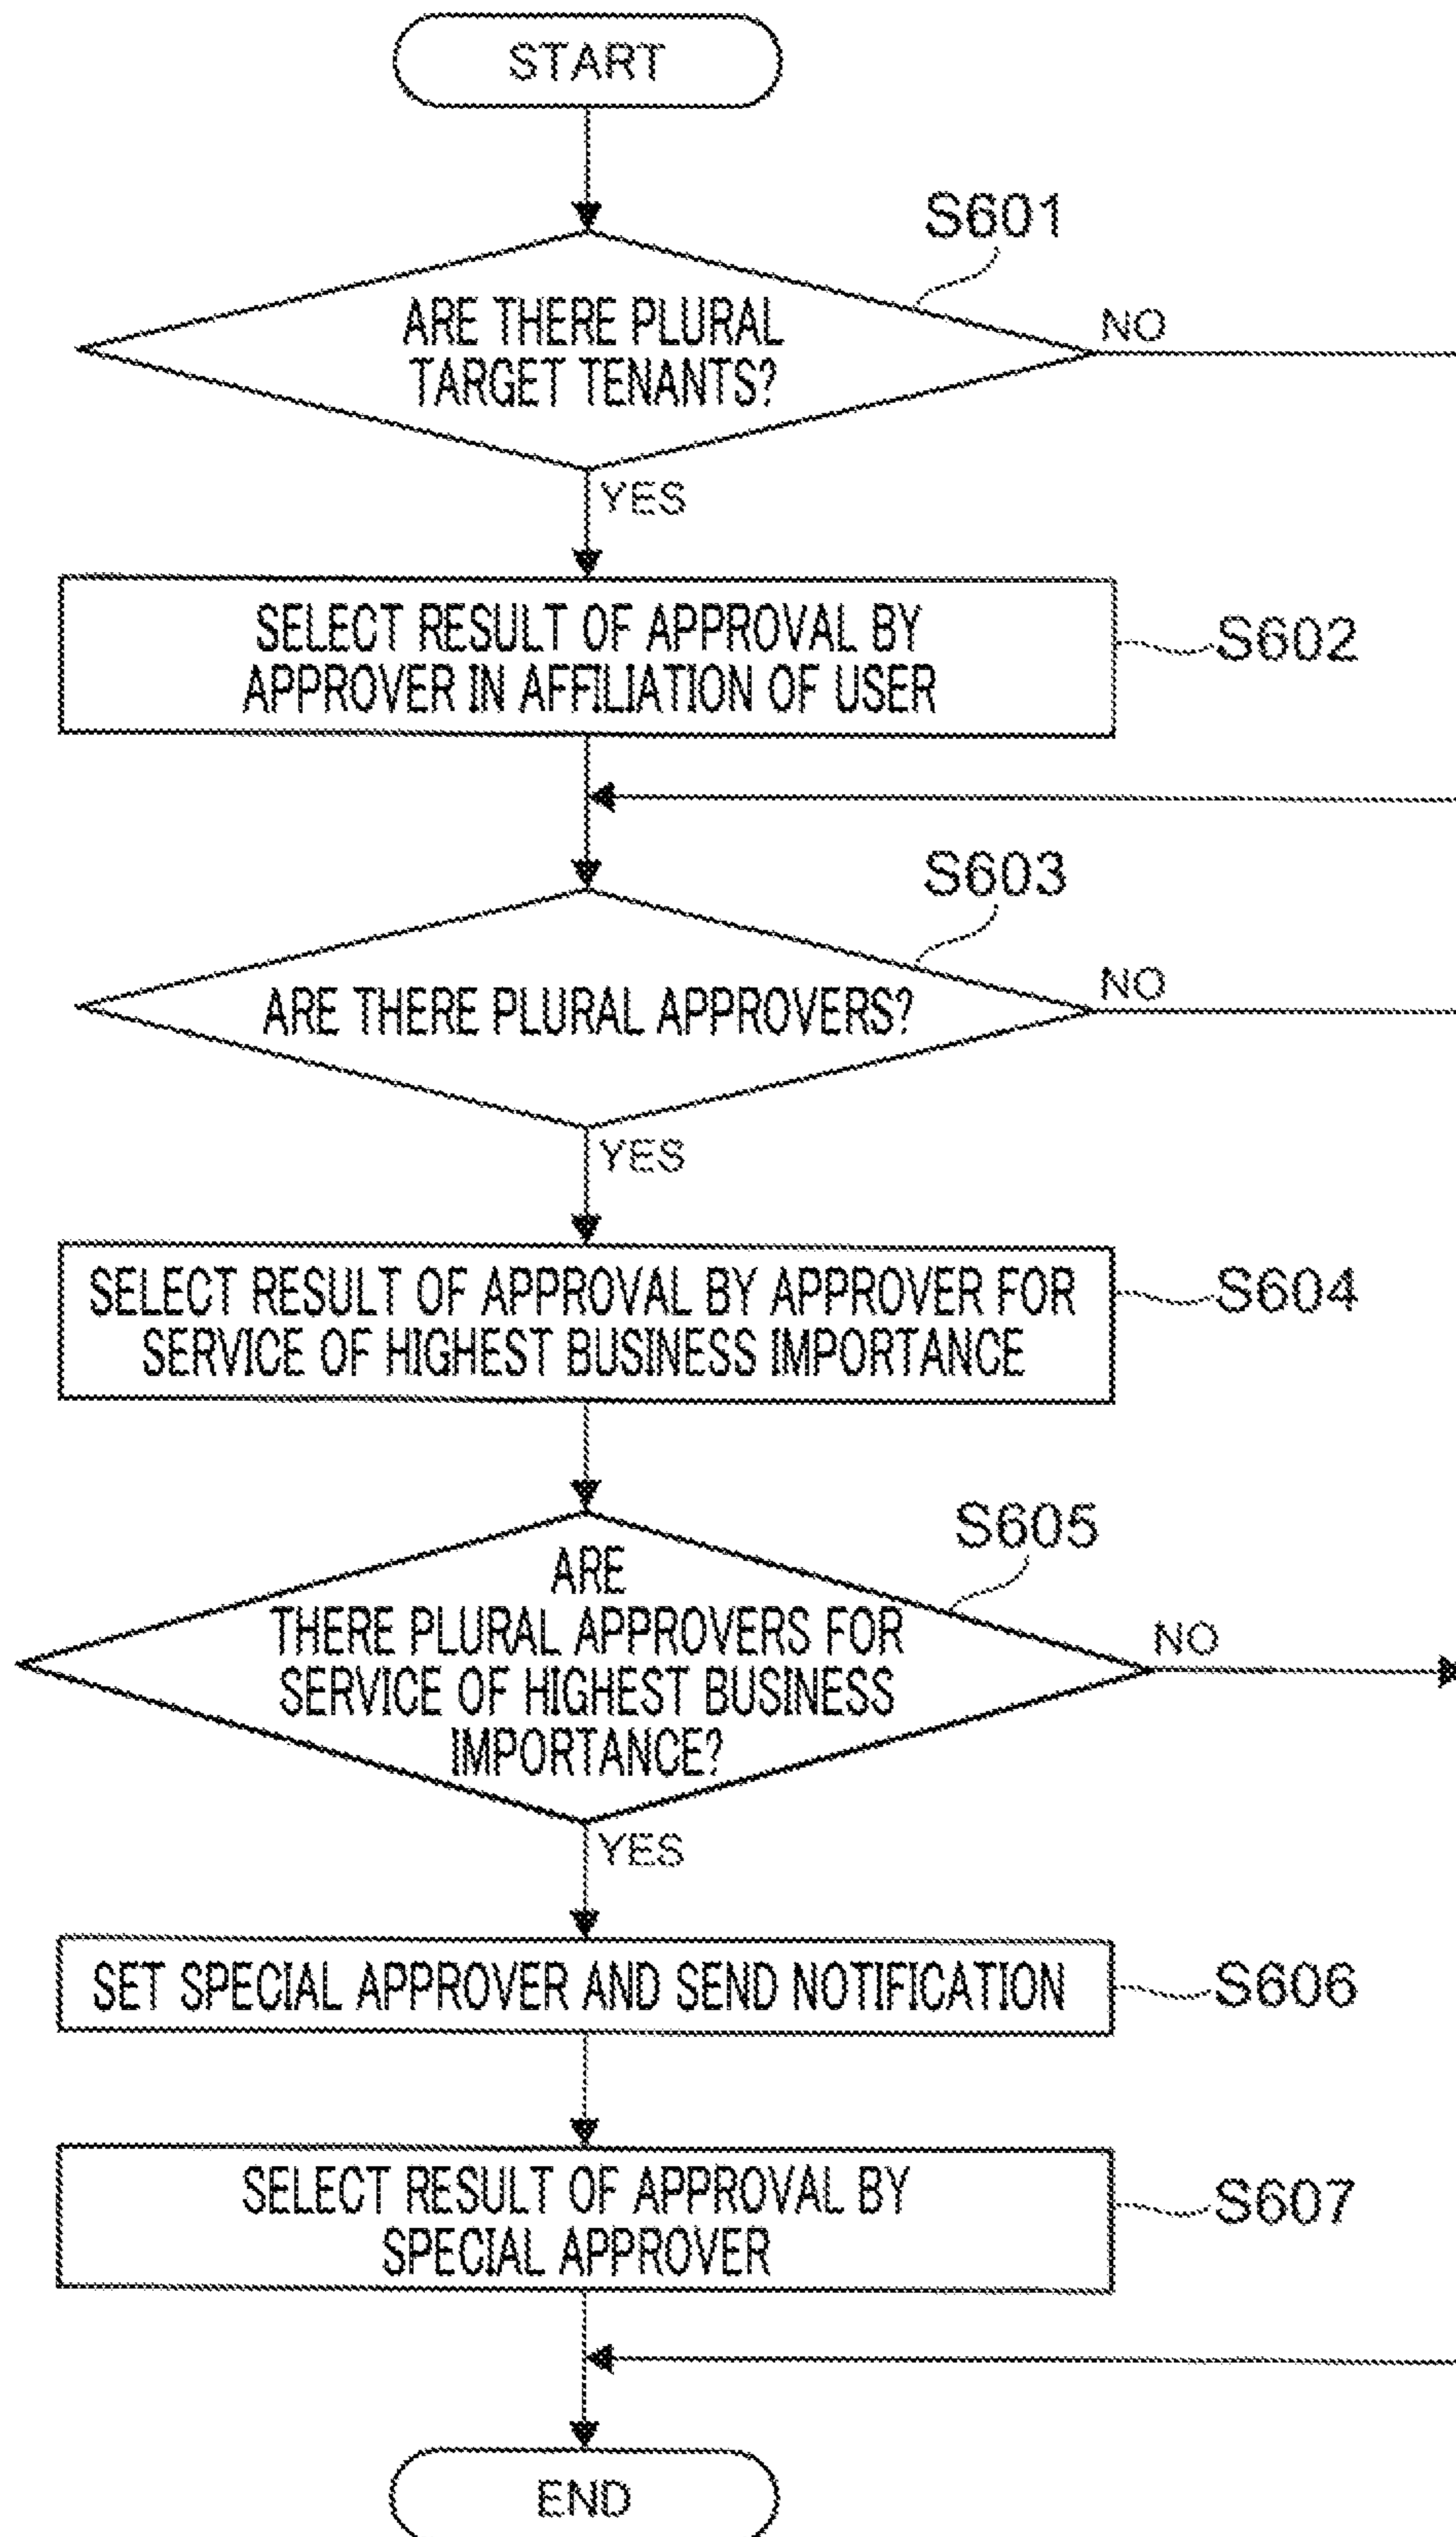 START
S601
ARE THERE PLURAL
TARGET TENANTS?
NO
YES
SELECT RESULT OF APPROVAL BY
APPROVER IN AFFILIATION OF USER
S602
S603
ARE THERE PLURAL APPROVERS?
NO
YES
SELECT RESULT OF APPROVAL BY APPROVER FOR
SERVICE OF HIGHEST BUSINESS IMPORTANCE
S604
S605
ARE
THERE PLURAL APPROVERS FOR
SERVICE OF HIGHEST BUSINESS
IMPORTANCE?
NO
YES
SET SPECIAL APPROVER AND SEND NOTIFICATION
S606
SELECT RESULT OF APPROVAL BY
SPECIAL APPROVER
S607
END